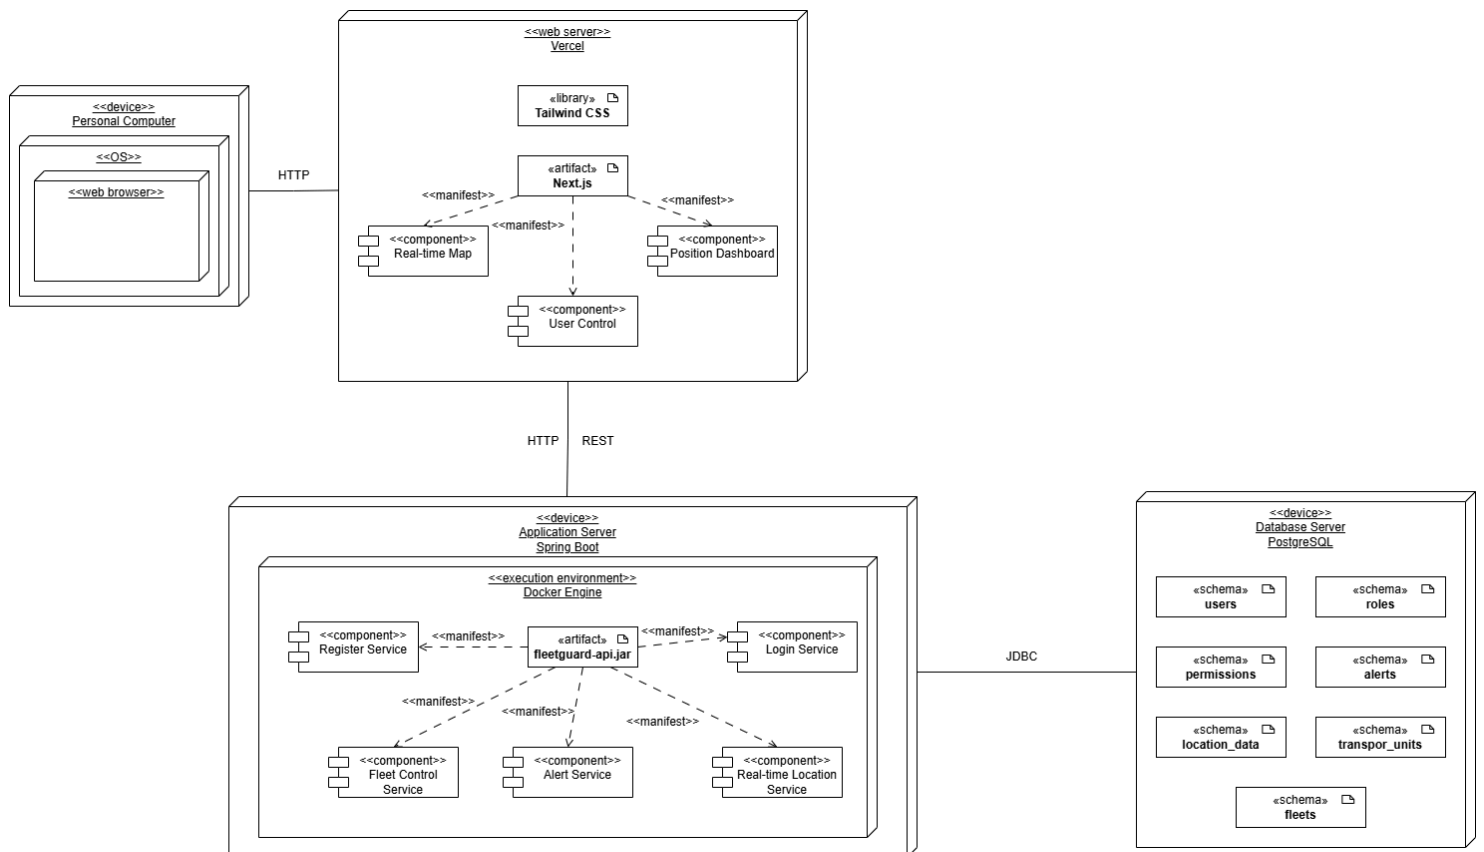 <<web server>>
Vercel
«library»
Tailwind CSS
<<device>>
Personal Computer
<<OS>>
<<web browser>>
HTTP
«artifact»
Next.js
<<manifest>>
<<manifest>>
<<manifest>>
<<component>>
Real-time Map
<<component>>
Position Dashboard
<<component>>
User Control
HTTP
REST
<<device>>
Application Server
Spring Boot
<<execution environment>>
Docker Engine
<<component>>
Register Service
<<manifest>>
«artifact»
fleetguard-api.jar
<<manifest>>
<<component>>
Login Service
<<manifest>>
<<manifest>>
<<manifest>>
<<component>>
Fleet Control
Service
<<component>>
Alert Service
<<component>>
Real-time Location
Service
JDBC
<<device>>
Database Server
PostgreSQL
«schema»
users
«schema»
roles
«schema»
permissions
«schema»
alerts
«schema»
location_data
«schema»
transpor_units
«schema»
fleets